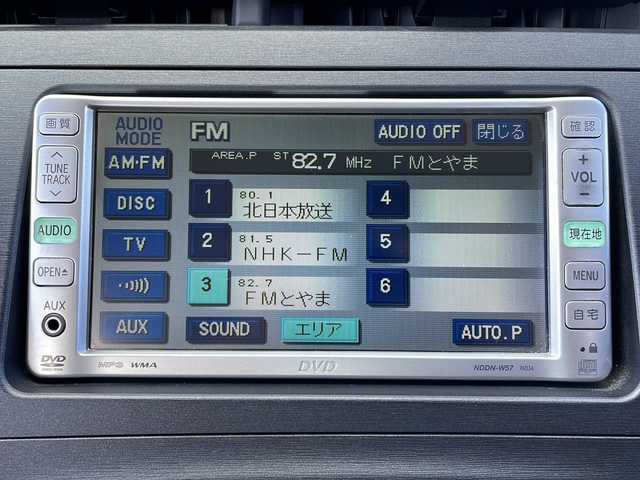 画質
TUNE
TRACK
AUDIO
OPEN
AUX
DVD
AUDIO
MODE
FM
AUDIO OFF
閉じる
AM・FM
AREA.P ST 82.7 MHz FMとやま
DISC
TV
AUX
1 80.1
北日本放送
2 81.5
NHK-FM
3 82.7
FMとやま
4
5
6
SOUND
エリア
AUTO.P
MP3 WMA
DVD
NDDN-W57
確認
+
VOL
-
現在地
MENU
自宅